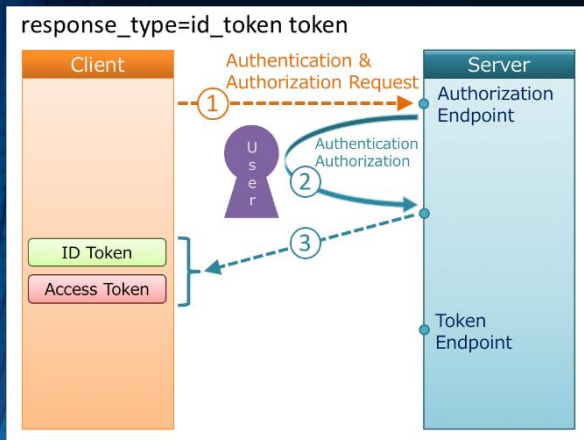 response_type=id_token token
Client
Authentication &
Authorization Request
Server
1
Authorization
Endpoint
User
Authentication
Authorization
2
3
ID Token
Access Token
Token
Endpoint